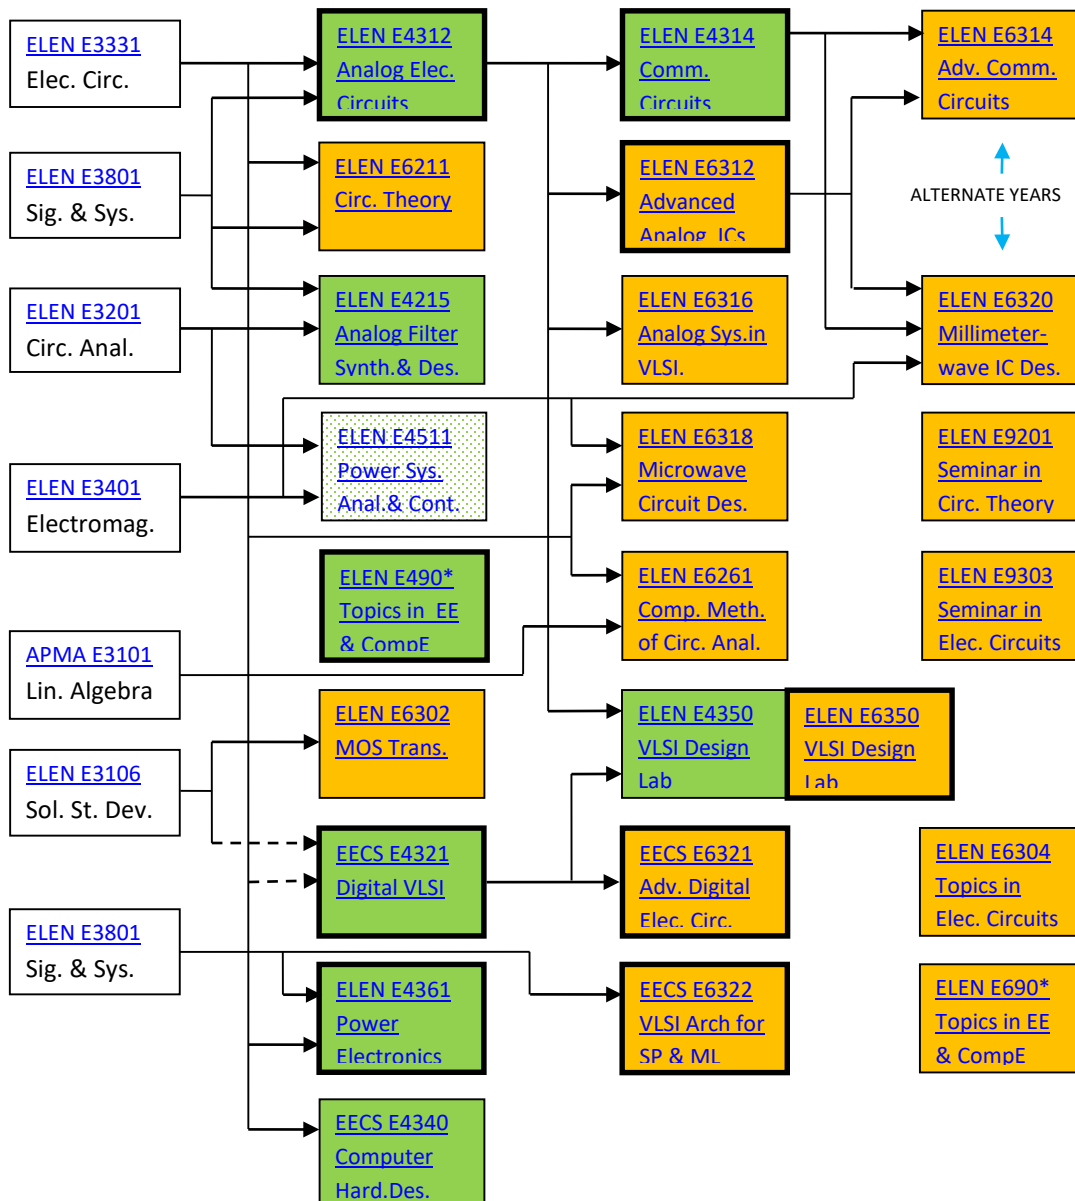 ELEN E3331
Elec. Circ.
ELEN E4312
Analog Elec.
Circuits
ELEN E4314
Comm.
Circuits
ELEN E6314
Adv. Comm.
Circuits
ELEN E3801
Sig. & Sys.
ELEN E6211
Circ. Theory
ELEN E6312
Advanced
Analog ICs
ALTERNATE YEARS
ELEN E3201
Circ. Anal.
ELEN E4215
Analog Filter
Synth.& Des.
ELEN E6316
Analog Sys.in
VLSI.
ELEN E6320
Millimeter-
wave IC Des.
ELEN E3401
Electromag.
ELEN E4511
Power Sys.
Anal.& Cont.
ELEN E6318
Microwave
Circuit Des.
ELEN E9201
Seminar in
Circ. Theory
ELEN E490*
Topics in EE
& CompE
ELEN E6261
Comp. Meth.
of Circ. Anal.
ELEN E9303
Seminar in
Elec. Circuits
APMA E3101
Lin. Algebra
ELEN E6302
MOS Trans.
ELEN E4350
VLSI Design
Lab
ELEN E6350
VLSI Design
Lab
ELEN E3106
Sol. St. Dev.
EECS E4321
Digital VLSI
EECS E6321
Adv. Digital
Elec. Circ.
ELEN E6304
Topics in
Elec. Circuits
ELEN E3801
Sig. & Sys.
ELEN E4361
Power
Electronics
EECS E6322
VLSI Arch for
SP & ML
ELEN E690*
Topics in EE
& CompE
EECS E4340
Computer
Hard.Des.